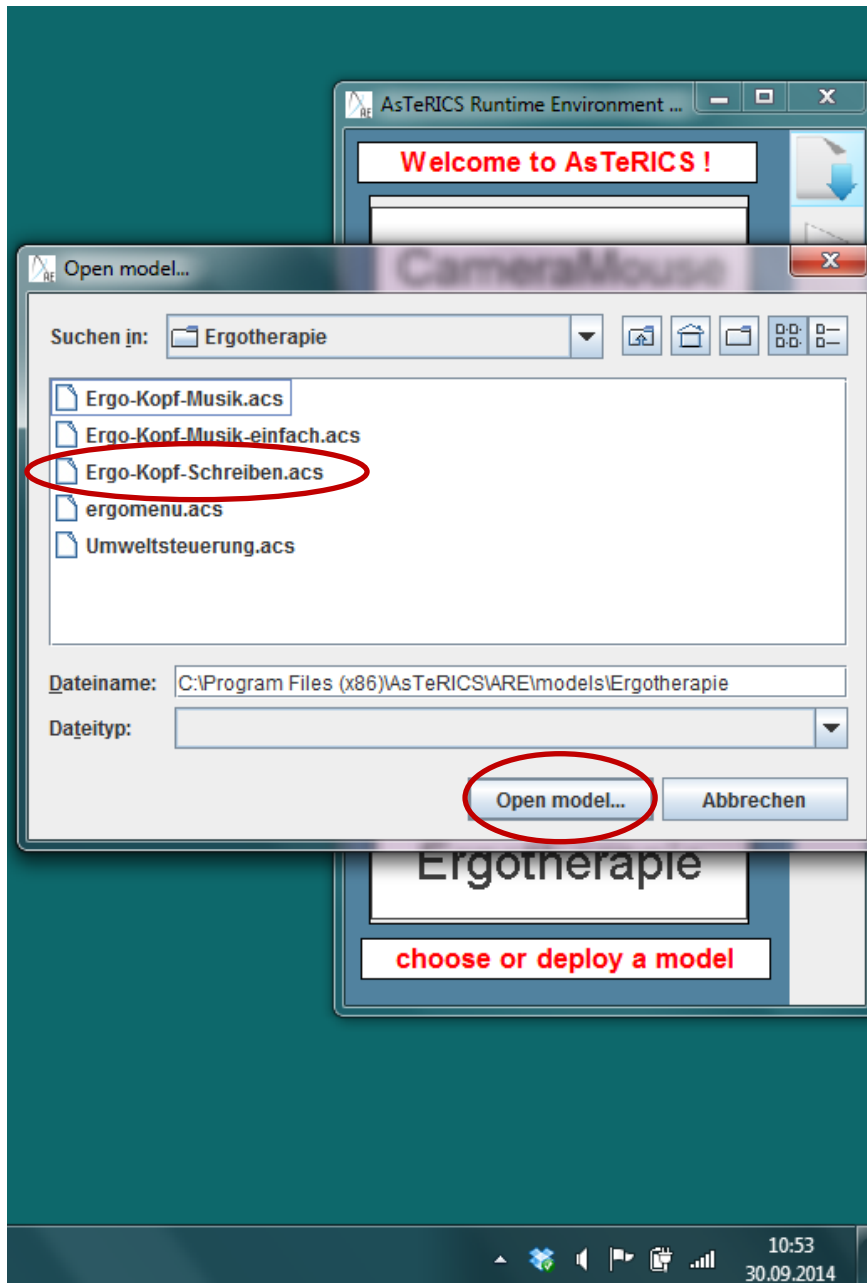 AsTeRICS Runtime Environment ...
Welcome to AsTeRICS !
Open model...
CameraMouse
Suchen in: Ergotherapie
Ergo-Kopf-Musik.acs
Ergo-Kopf-Musik-einfach.acs
Ergo-Kopf-Schreiben.acs
ergomenu.acs
Umweltsteuerung.acs
Dateiname: C:\Program Files (x86)\AsTeRICS\ARE\models\Ergotherapie
Dateityp:
Open model... Abbrechen
Ergotherapie
choose or deploy a model
10:53
30.09.2014